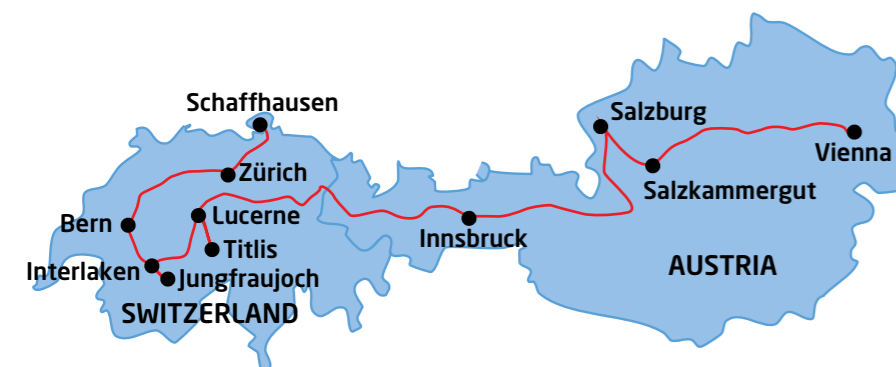 Schaffhausen
Salzburg
Vienna
Zürich
Salzkammergut
Lucerne
Bern
Innsbruck
Titlis
Interlaken
Jungfraujoch
AUSTRIA
SWITZERLAND